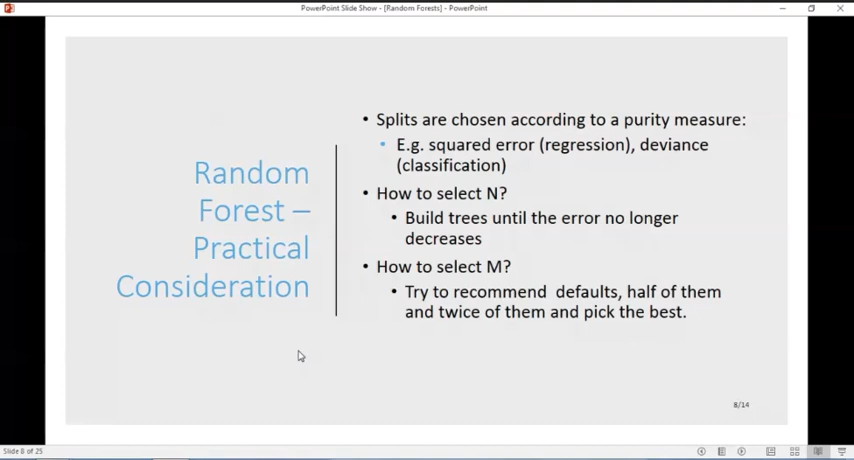 PowerPoint Slide Show - [Random Forests] - PowerPoint
Random
Forest –
Practical
Consideration
• Splits are chosen according to a purity measure:
• E.g. squared error (regression), deviance
(classification)
• How to select N?
• Build trees until the error no longer
decreases
• How to select M?
• Try to recommend defaults, half of them
and twice of them and pick the best.
8/14
Slide 8 of 25